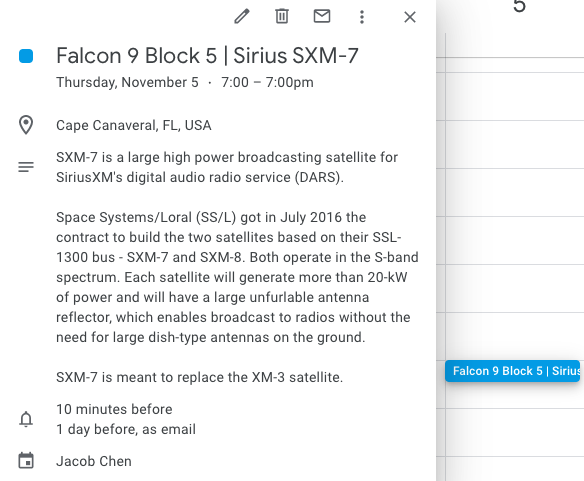 5
Falcon 9 Block 5 | Sirius SXM-7
Thursday, November 5 · 7:00 – 7:00pm
Cape Canaveral, FL, USA
SXM-7 is a large high power broadcasting satellite for
SiriusXM's digital audio radio service (DARS).
Space Systems/Loral (SS/L) got in July 2016 the
contract to build the two satellites based on their SSL-
1300 bus - SXM-7 and SXM-8. Both operate in the S-band
spectrum. Each satellite will generate more than 20-kW
of power and will have a large unfurlable antenna
reflector, which enables broadcast to radios without the
need for large dish-type antennas on the ground.
Falcon 9 Block 5 | Sirius
SXM-7 is meant to replace the XM-3 satellite.
10 minutes before
1 day before, as email
Jacob Chen